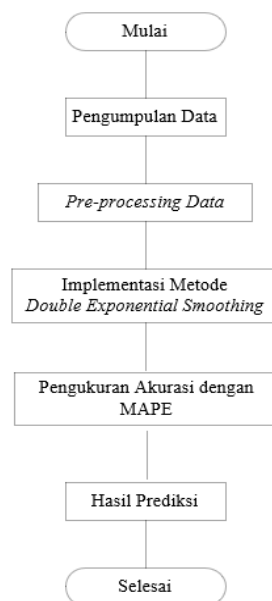 Mulai
Pengumpulan Data
Pre-processing Data
Implementasi Metode
Double Exponential Smoothing
Pengukuran Akurasi dengan
MAPE
Hasil Prediksi
Selesai